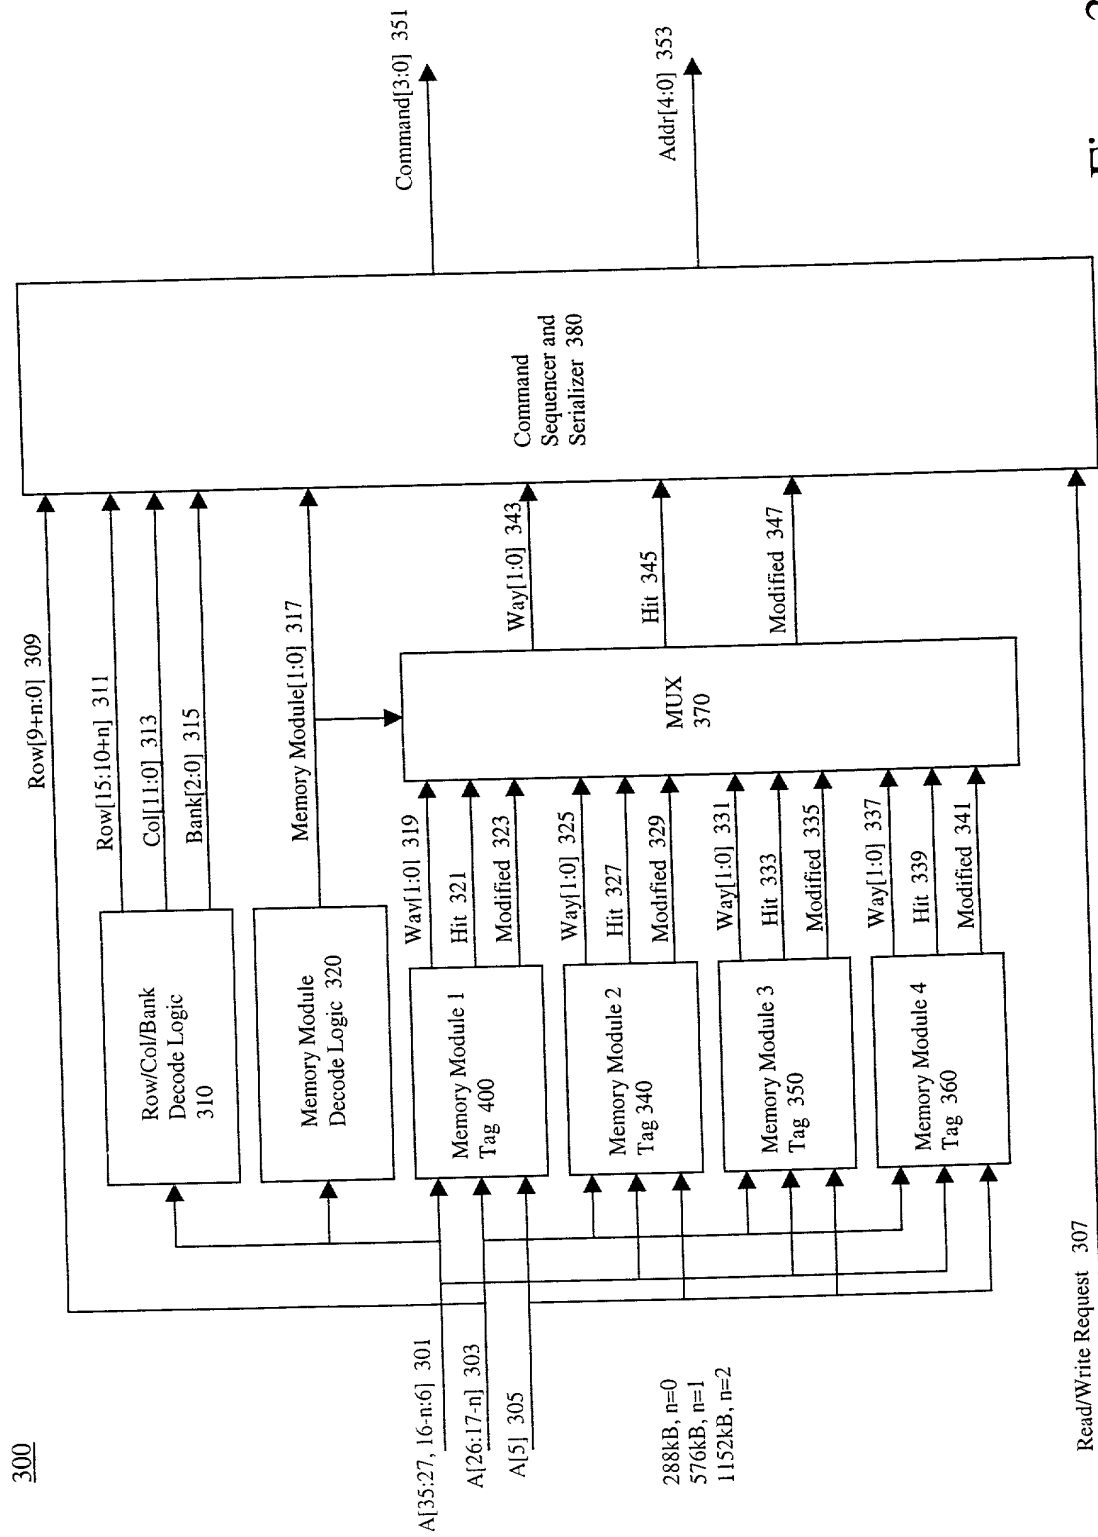 300
A[35:27, 16-n:6] 301
A[26:17-n] 303
A[5] 305
288kB, n=0
576kB, n=1
1152kB, n=2
Read/Write Request 307
Row/Col/Bank
Decode Logic
310
Memory Module
Decode Logic 320
Memory Module 1
Tag 400
Memory Module 2
Tag 340
Memory Module 3
Tag 350
Memory Module 4
Tag 360
Row[9+n:0] 309
Row[15:10+n] 311
Col[11:0] 313
Bank[2:0] 315
Memory Module[1:0] 317
Way[1:0] 319
Hit 321
Modified 323
Way[1:0] 325
Hit 327
Modified 329
Way[1:0] 331
Hit 333
Modified 335
Way[1:0] 337
Hit 339
Modified 341
MUX
370
Way[1:0] 343
Hit 345
Modified 347
Command
Sequencer and
Serializer 380
Command[3:0] 351
Addr[4:0] 353